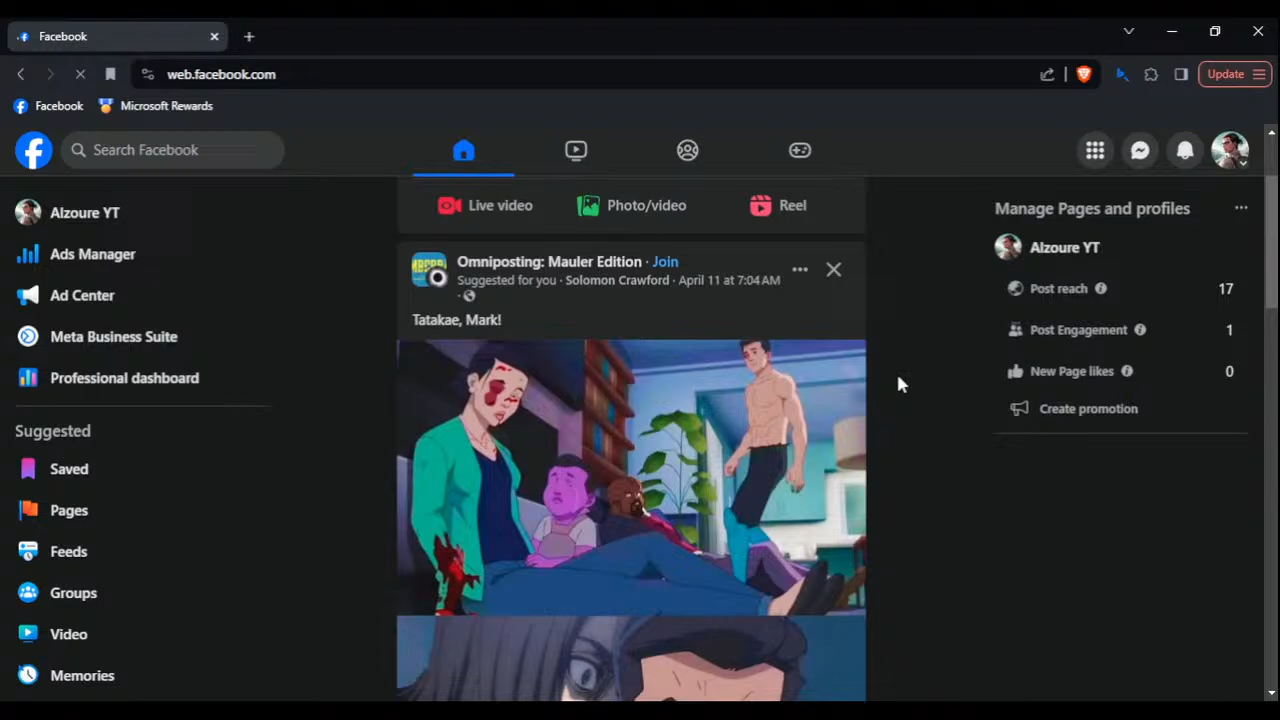 Facebook
web.facebook.com
Update
Facebook
Microsoft Rewards
Search Facebook
Alzoure YT
Ads Manager
Ad Center
Meta Business Suite
Professional dashboard
Suggested
Saved
Pages
Feeds
Groups
Video
Memories
Live video
Photo/video
Reel
Omniposting: Mauler Edition · Join
Suggested for you · Solomon Crawford · April 11 at 7:04 AM
·
Tatakae, Mark!
Manage Pages and profiles
Alzoure YT
Post reach 17
Post Engagement 1
New Page likes 0
Create promotion